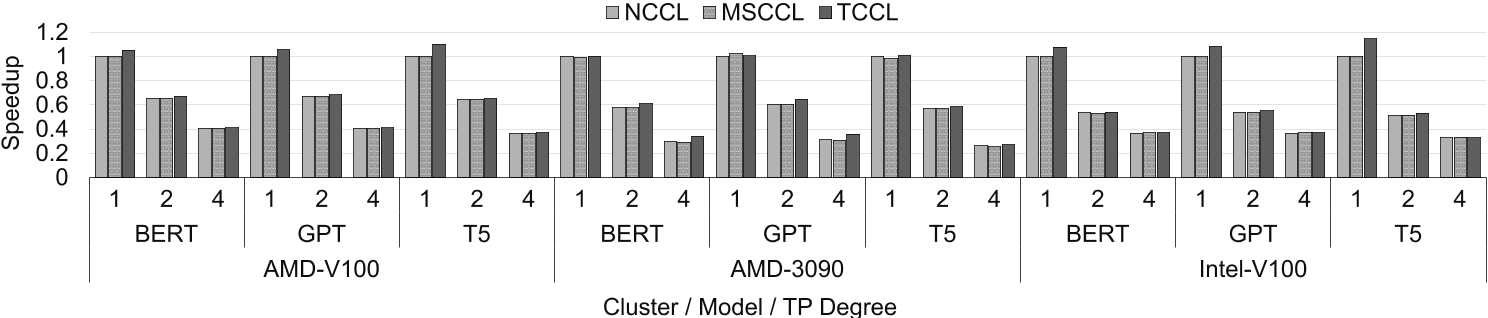 NCCL MSCCL TCCL
Speedup
1.2
1
0.8
0.6
0.4
0.2
0
1 2 4 1 2 4 1 2 4 1 2 4 1 2 4 1 2 4 1 2 4 1 2 4 1 2 4
BERT GPT T5 BERT GPT T5 BERT GPT T5
AMD-V100 AMD-3090 Intel-V100
Cluster / Model / TP Degree